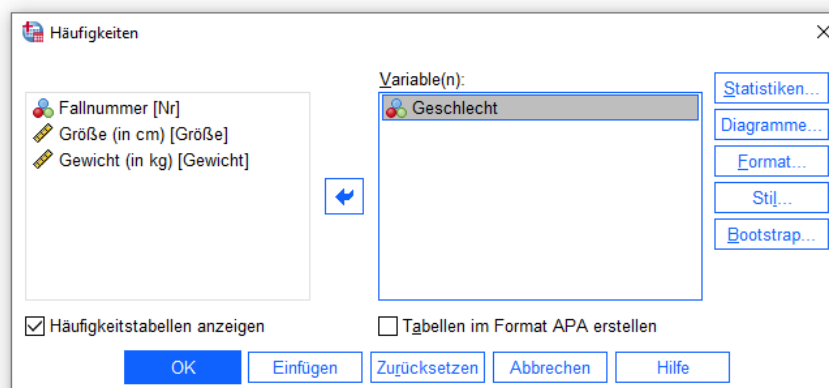 Häufigkeiten
Variable(n):
Fallnummer [Nr]
Größe (in cm) [Größe]
Gewicht (in kg) [Gewicht]
Geschlecht
Statistiken...
Diagramme...
Format...
Stil...
Bootstrap...
Häufigkeitstabellen anzeigen
Tabellen im Format APA erstellen
OK
Einfügen
Zurücksetzen
Abbrechen
Hilfe